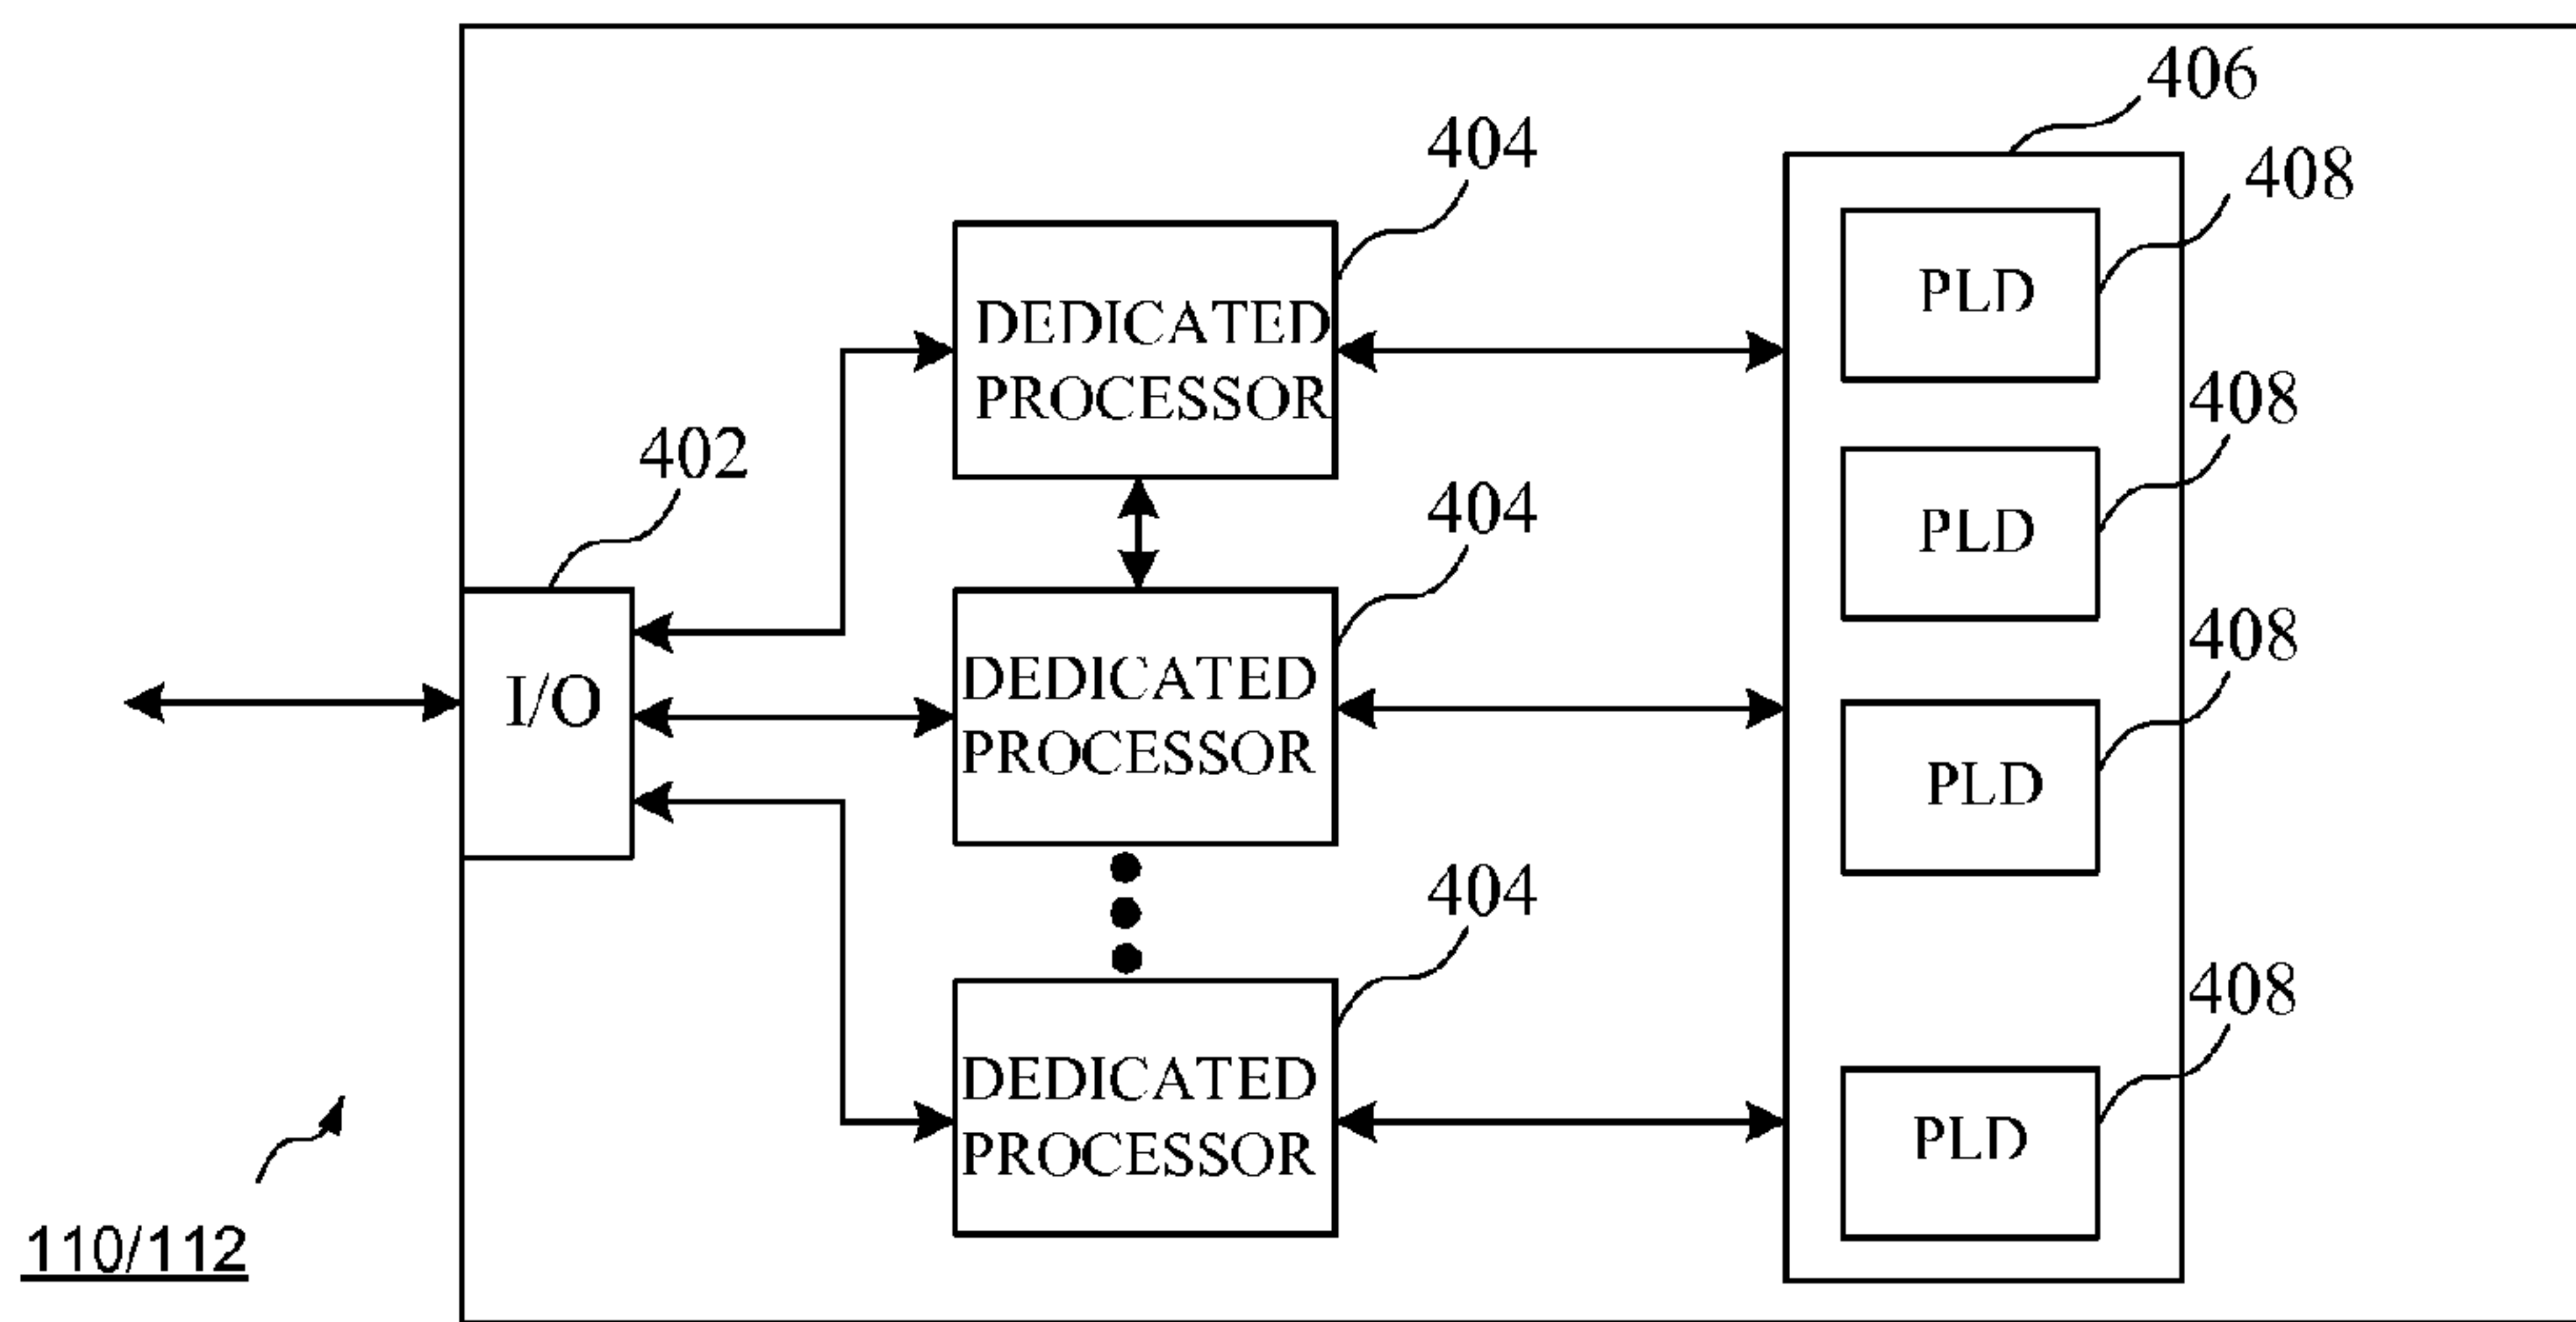 406
404
408
PLD
DEDICATED
PROCESSOR
408
402
404
PLD
408
I/O
DEDICATED
PROCESSOR
PLD
404
408
DEDICATED
PROCESSOR
PLD
110/112